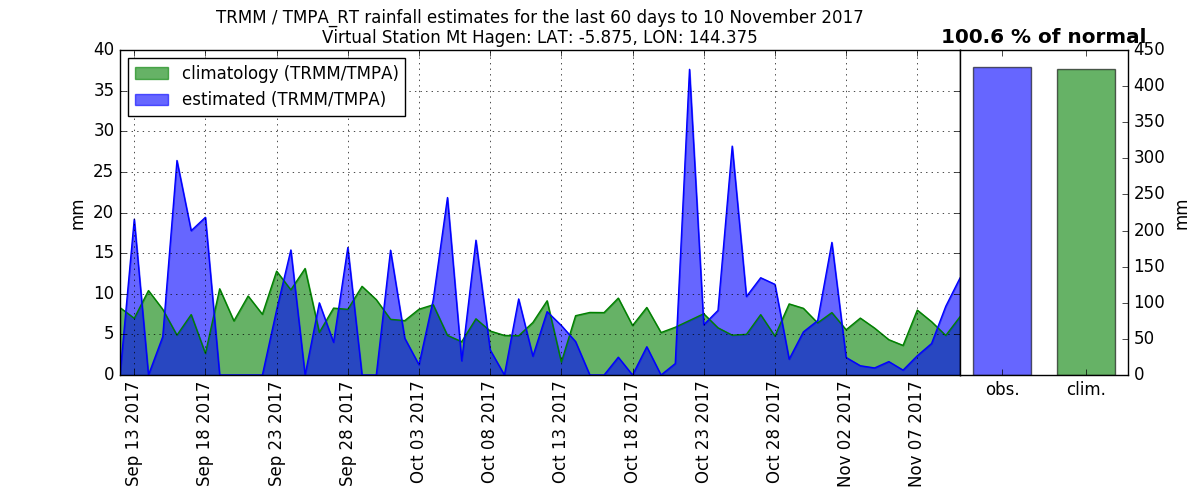 TRMM / TMPA_RT rainfall estimates for the last 60 days to 10 November 2017
Virtual Station Mt Hagen: LAT: -5.875, LON: 144.375
100.6 % of normal
climatology (TRMM/TMPA)
estimated (TRMM/TMPA)
mm
40
35
30
25
20
15
10
5
0
Sep 13 2017
Sep 18 2017
Sep 23 2017
Sep 28 2017
Oct 03 2017
Oct 08 2017
Oct 13 2017
Oct 18 2017
Oct 23 2017
Oct 28 2017
Nov 02 2017
Nov 07 2017
obs.
clim.
450
400
350
300
250
200
150
100
50
0
mm